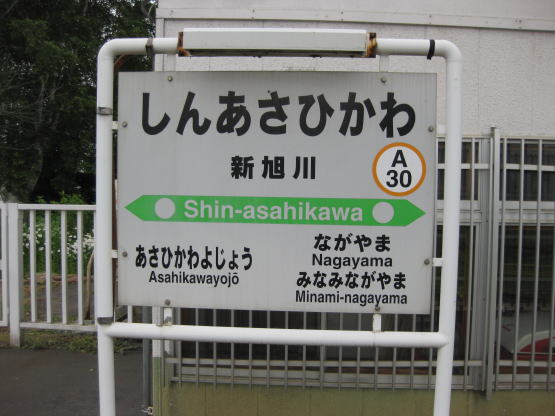 しんあさひかわ
新旭川
A
30
Shin-asahikawa
あさひかわよじょう
Asahikawayojō
ながやま
Nagayama
みなみながやま
Minami-nagayama